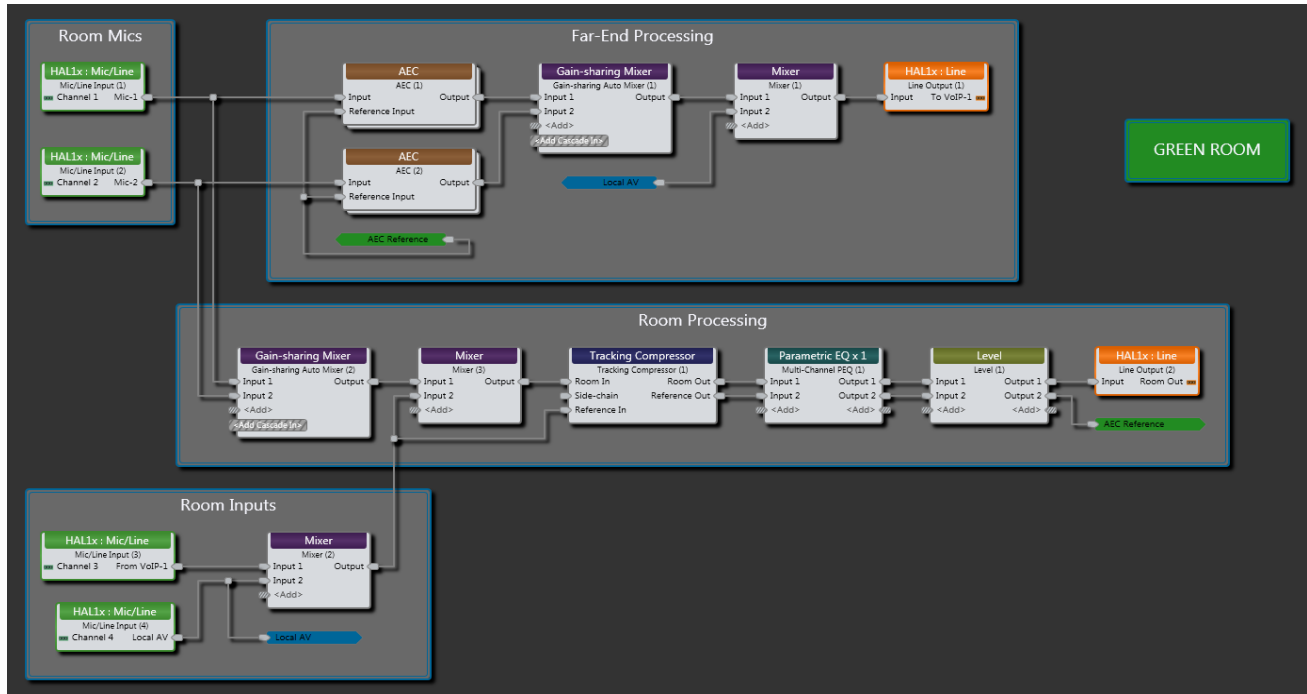 Room Mics
HAL1x : Mic/Line
Mic/Line Input (1)
Channel 1 Mic-1
HAL1x : Mic/Line
Mic/Line Input (2)
Channel 2 Mic-2
Far-End Processing
AEC
AEC (1)
Input Output
Reference Input
AEC
AEC (2)
Input Output
Reference Input
AEC Reference
Gain-sharing Mixer
Gain-sharing Auto Mixer (1)
Input 1 Output
Input 2
<Add>
<Add Cascade In>
Local AV
Mixer
Mixer (1)
Input 1 Output
Input 2
<Add>
HAL1x : Line
Line Output (1)
Input To VoIP-1
GREEN ROOM
Room Processing
Gain-sharing Mixer
Gain-sharing Auto Mixer (2)
Input 1 Output
Input 2
<Add>
<Add Cascade In>
Mixer
Mixer (3)
Input 1 Output
Input 2
<Add>
Tracking Compressor
Tracking Compressor (1)
Room In Room Out
Side-chain Reference Out
Reference In
Parametric EQ x 1
Multi-Channel PEQ (1)
Input 1 Output 1
Input 2 Output 2
<Add> <Add>
Level
Level (1)
Input 1 Output 1
Input 2 Output 2
<Add> <Add>
HAL1x : Line
Line Output (2)
Input Room Out
AEC Reference
Room Inputs
HAL1x : Mic/Line
Mic/Line Input (3)
Channel 3 From VoIP-1
HAL1x : Mic/Line
Mic/Line Input (4)
Channel 4 Local AV
Mixer
Mixer (2)
Input 1 Output
Input 2
<Add>
Local AV